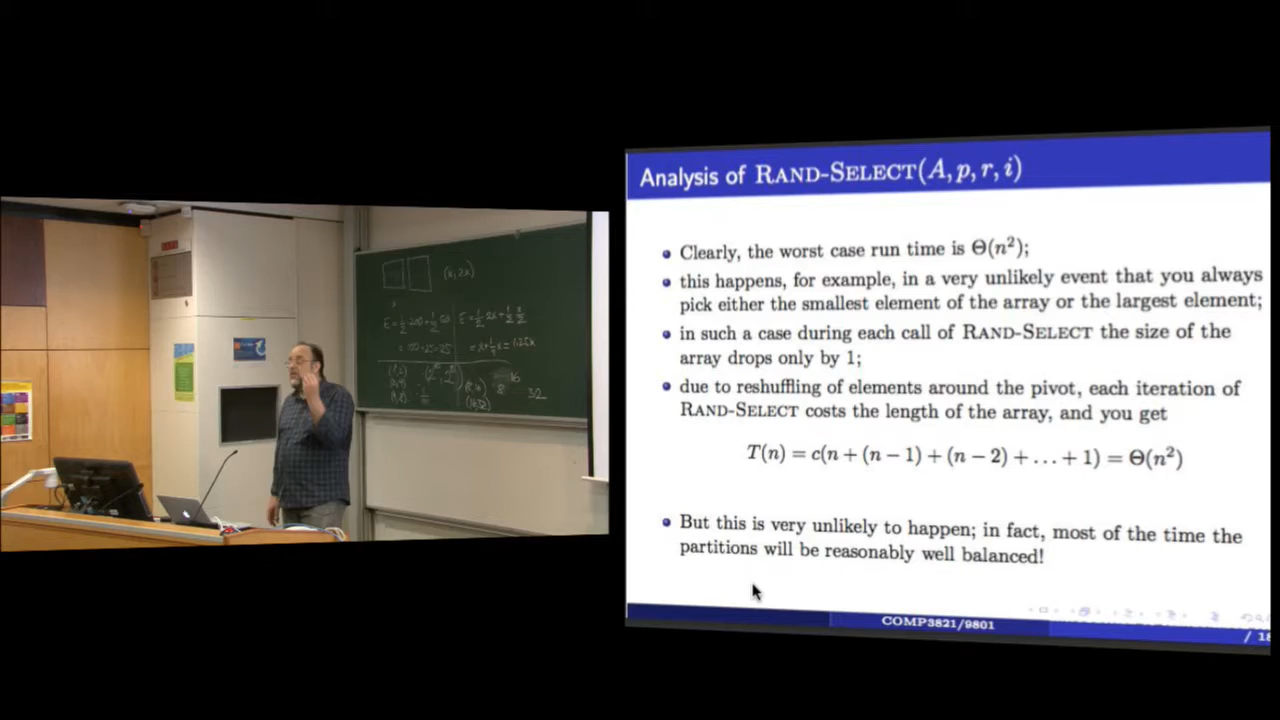 (x, 2x)
Analysis of RAND-SELECT(A, p, r, i)
• Clearly, the worst case run time is Θ(n²);
• this happens, for example, in a very unlikely event that you always
pick either the smallest element of the array or the largest element;
• in such a case during each call of RAND-SELECT the size of the
array drops only by 1;
• due to reshuffling of elements around the pivot, each iteration of
RAND-SELECT costs the length of the array, and you get
T(n) = c(n + (n − 1) + (n − 2) + . . . + 1) = Θ(n²)
• But this is very unlikely to happen; in fact, most of the time the
partitions will be reasonably well balanced!
COMP3821/9801